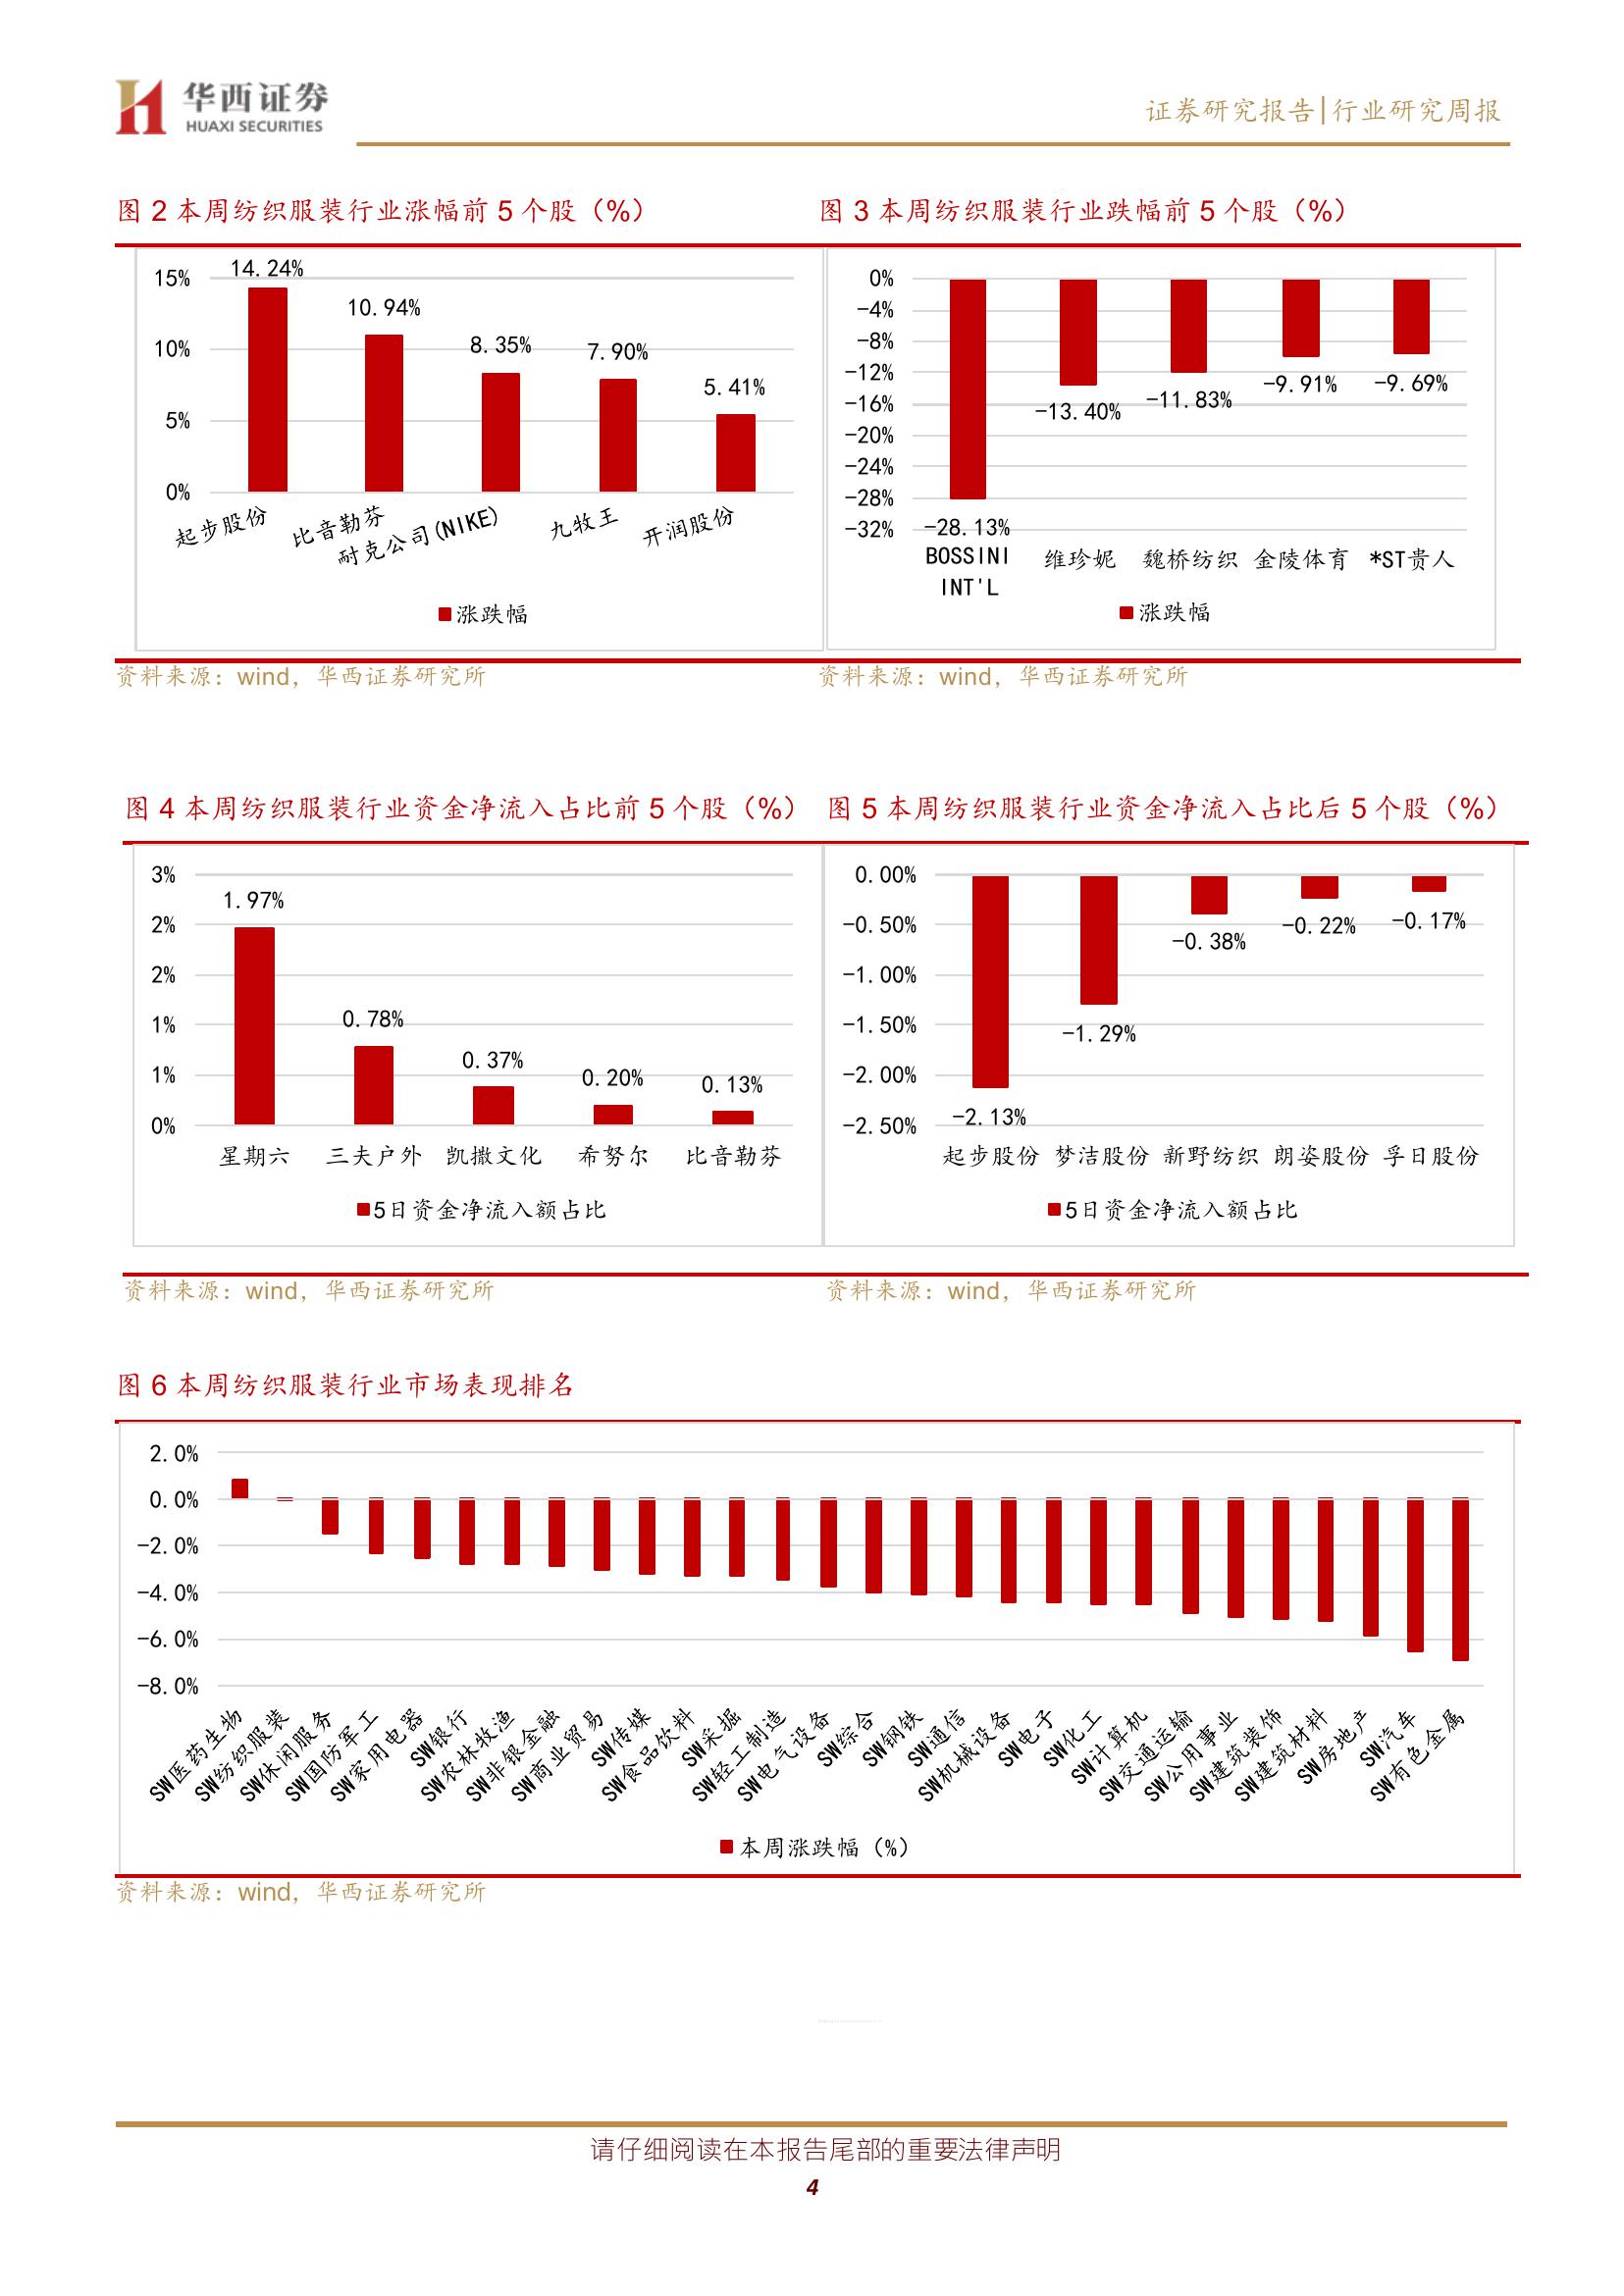 华西证券
HUAXI SECURITIES
证券研究报告|行业研究周报
图 2 本周纺织服装行业涨幅前 5 个股（%）
15%
10%
5%
0%
14.24%
10.94%
8.35%
7.90%
5.41%
起步股份
比音勒芬
耐克公司(NIKE)
九牧王
开润股份
涨跌幅
资料来源：wind，华西证券研究所
图 3 本周纺织服装行业跌幅前 5 个股（%）
0%
-4%
-8%
-12%
-16%
-20%
-24%
-28%
-32%
-28.13%
-13.40%
-11.83%
-9.91%
-9.69%
BOSSINI
INT'L
维珍妮
魏桥纺织
金陵体育
*ST贵人
涨跌幅
资料来源：wind，华西证券研究所
图 4 本周纺织服装行业资金净流入占比前 5 个股（%）
3%
2%
2%
1%
1%
0%
1.97%
0.78%
0.37%
0.20%
0.13%
星期六
三夫户外
凯撒文化
希努尔
比音勒芬
5日资金净流入额占比
资料来源：wind，华西证券研究所
图 5 本周纺织服装行业资金净流入占比后 5 个股（%）
0.00%
-0.50%
-1.00%
-1.50%
-2.00%
-2.50%
-2.13%
-1.29%
-0.38%
-0.22%
-0.17%
起步股份
梦洁股份
新野纺织
朗姿股份
孚日股份
5日资金净流入额占比
资料来源：wind，华西证券研究所
图 6 本周纺织服装行业市场表现排名
2.0%
0.0%
-2.0%
-4.0%
-6.0%
-8.0%
SW医药生物
SW纺织服装
SW休闲服务
SW国防军工
SW家用电器
SW银行
SW农林牧渔
SW非银金融
SW商业贸易
SW传媒
SW食品饮料
SW采掘
SW轻工制造
SW电气设备
SW综合
SW钢铁
SW通信
SW机械设备
SW电子
SW化工
SW计算机
SW交通运输
SW公用事业
SW建筑装饰
SW建筑材料
SW房地产
SW汽车
SW有色金属
本周涨跌幅（%）
资料来源：wind，华西证券研究所
请仔细阅读在本报告尾部的重要法律声明
4